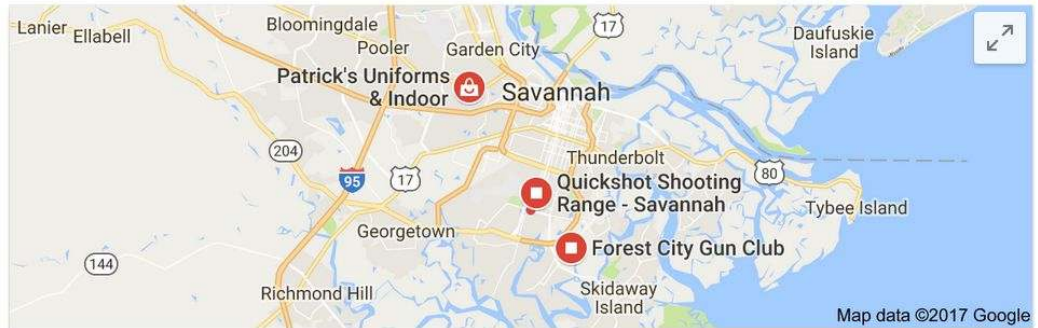 17
Daufuskie
Island
Lanier
Ellabell
Bloomingdale
Pooler
Garden City
Patrick's Uniforms
& Indoor
Savannah
204
95
17
Thunderbolt
80
Quickshot Shooting
Range - Savannah
Tybee Island
Georgetown
Forest City Gun Club
144
Richmond Hill
Skidaway
Island
Map data ©2017 Google